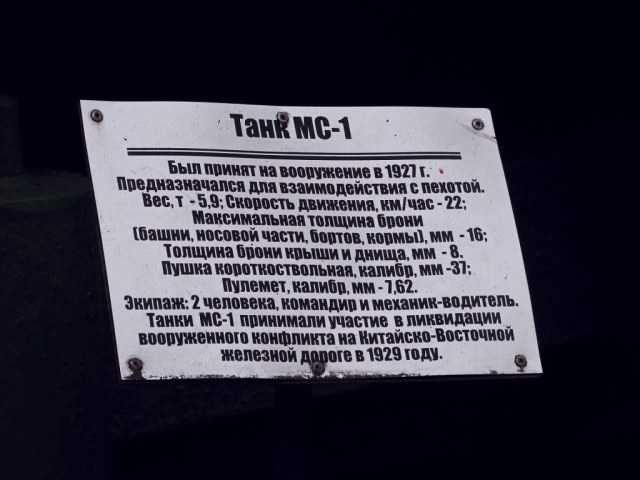 Танк МС-1
Был принят на вооружение в 1927 г.
Предназначался для взаимодействия с пехотой.
Вес, т - 5,9; Скорость движения, км/час - 22;
Максимальная толщина брони
(башни, носовой части, бортов, кормы), мм - 16;
Толщина брони крыши и днища, мм - 8.
Пушка короткоствольная, калибр, мм -37;
Пулемет, калибр, мм - 7,62.
Экипаж: 2 человека, командир и механик-водитель.
Танки МС-1 принимали участие в ликвидации
вооруженного конфликта на Китайско-Восточной
железной дороге в 1929 году.